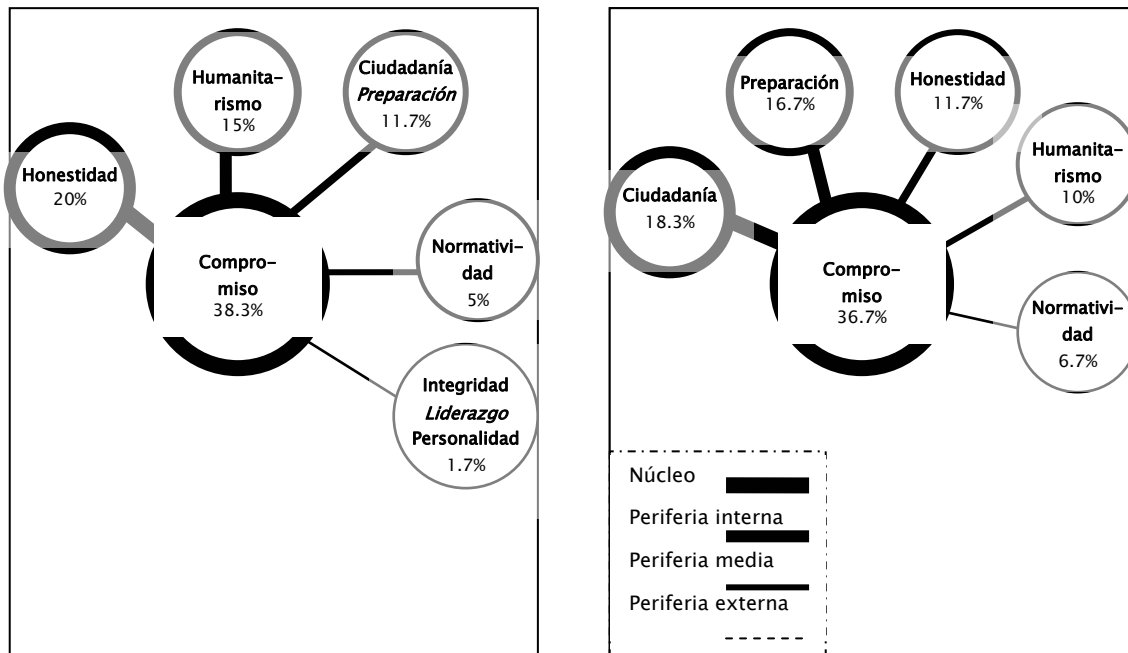 Humanita-
rismo
15%
Ciudadanía
Preparación
11.7%
Honestidad
20%
Compro-
miso
38.3%
Normativi-
dad
5%
Integridad
Liderazgo
Personalidad
1.7%
Preparación
16.7%
Honestidad
11.7%
Humanita-
rismo
10%
Ciudadanía
18.3%
Compro-
miso
36.7%
Normativi-
dad
6.7%
Núcleo
Periferia interna
Periferia media
Periferia externa